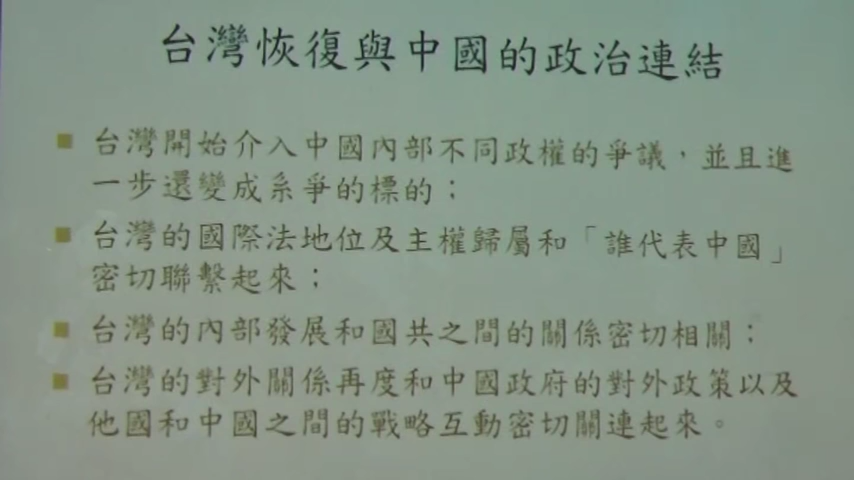 台灣恢復與中國的政治連結
■ 台灣開始介入中國內部不同政權的爭議，並且進
一步還變成系爭的標的；
■ 台灣的國際法地位及主權歸屬和「誰代表中國」
密切聯繫起來；
■ 台灣的內部發展和國共之間的關係密切相關；
■ 台灣的對外關係再度和中國政府的對外政策以及
他國和中國之間的戰略互動密切關連起來。